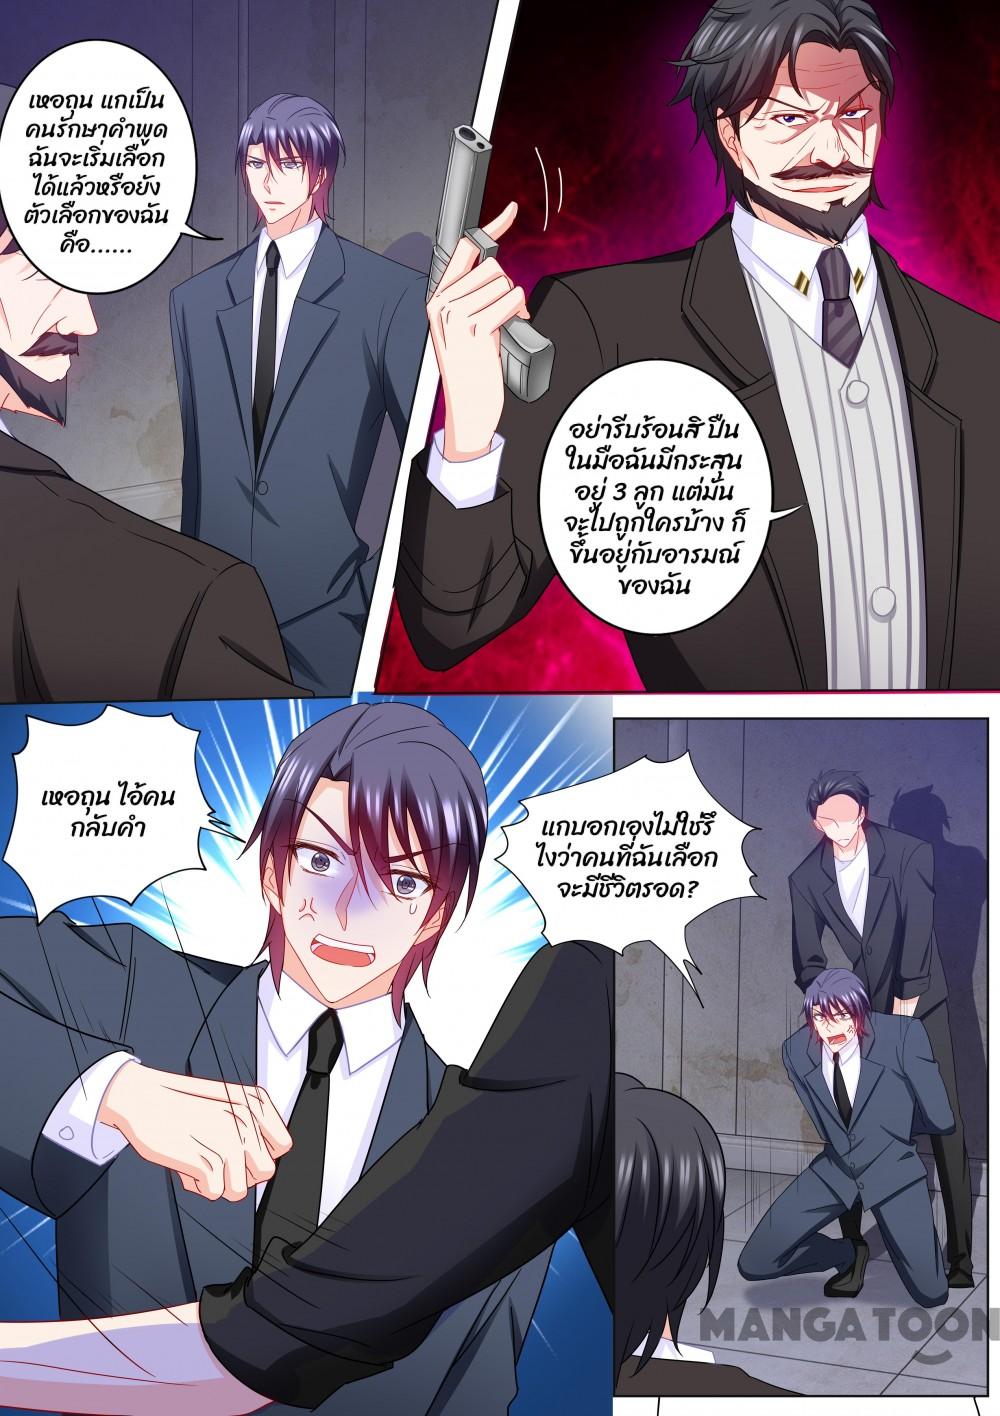 เหอถุน แกเป็น
คนรักษาคำพูด
ฉันจะเริ่มเลือก
ได้แล้วหรือยัง
ตัวเลือกของฉัน
คือ......
อย่ารีบร้อนสิ ปืน
ในมือฉันมีกระสุน
อยู่ 3 ลูก แต่มัน
จะไปถูกใครบ้าง ก็
ขึ้นอยู่กับอารมณ์
ของฉัน
เหอถุน ไอ้คน
กลับคำ
แกบอกเองไม่ใช่รึ
ไงว่าคนที่ฉันเลือก
จะมีชีวิตรอด?
MANGATOON